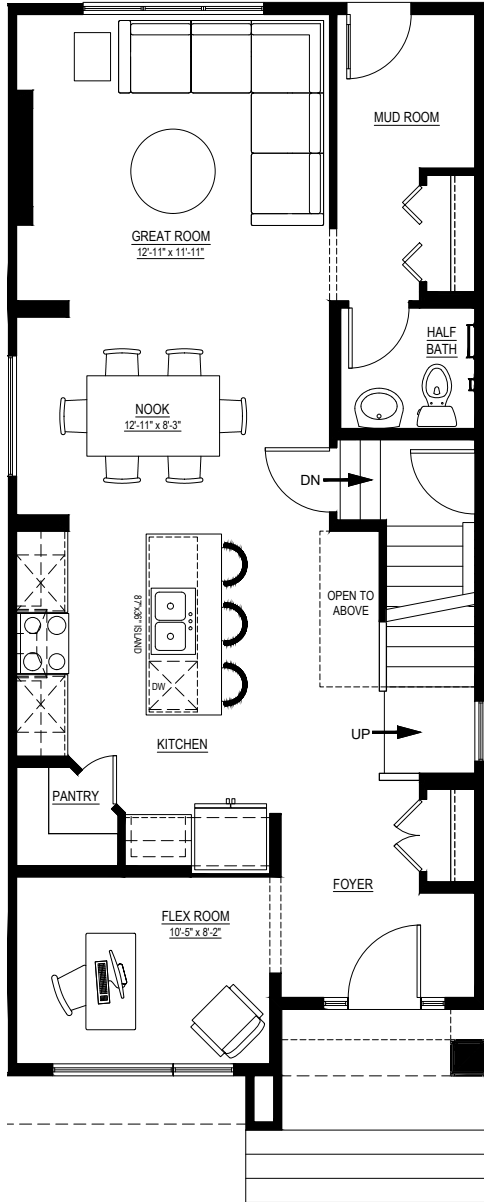 MUD ROOM
GREAT ROOM
12'-11" x 11'-11"
HALF
BATH
NOOK
12'-11" x 8'-3"
DN
87"x36" ISLAND
OPEN TO
ABOVE
DW
UP
KITCHEN
PANTRY
FOYER
FLEX ROOM
10'-5" x 8'-2"